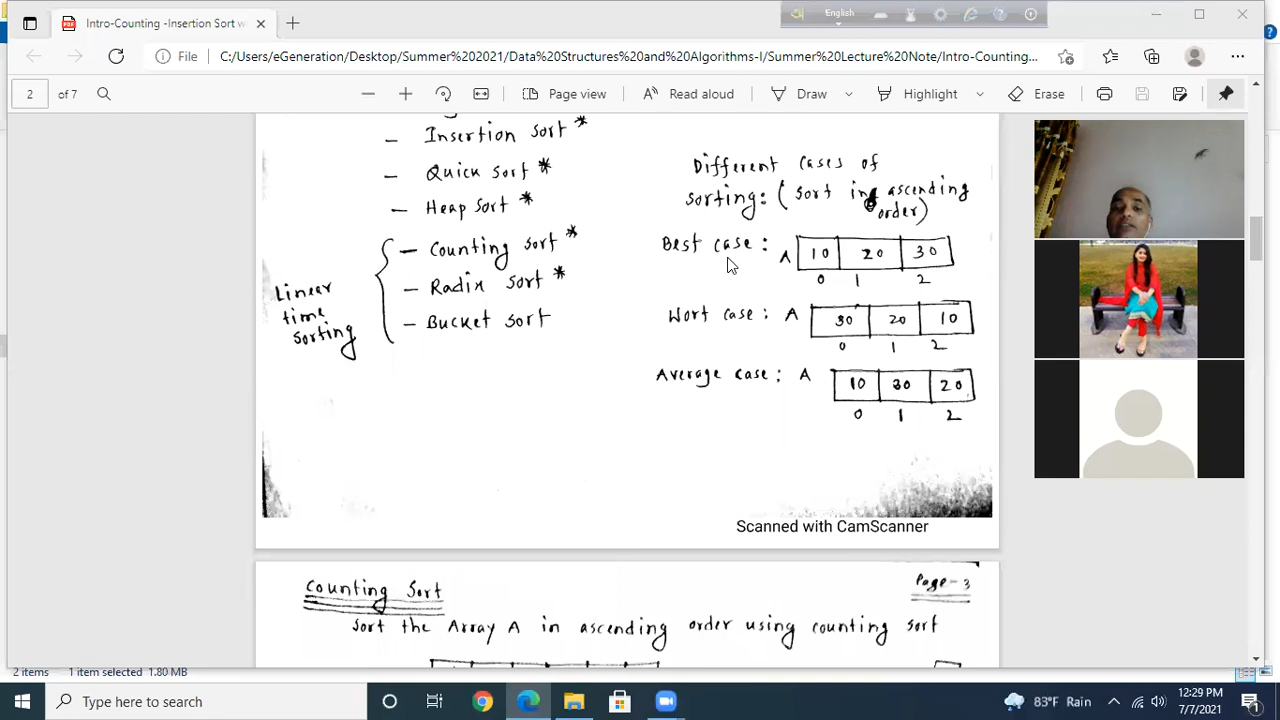 Intro-Counting -Insertion Sort w
English
File
C:/Users/eGeneration/Desktop/Summer%202021/Data%20Structures%20and%20Algorithms-I/Summer%20Lecture%20Note/Intro-Counting...
2 of 7
Page view
Read aloud
Draw
Highlight
Erase
- Insertion sort *
- Quick sort *
- Heap sort *
- Counting sort *
- Radix sort *
- Bucket sort
Linear
time
sorting
Different cases of
sorting: (sort in ascending
order)
Best case : A 10 20 30
0 1 2
Wort case : A 30 20 10
0 1 2
Average case : A 10 30 20
0 1 2
Scanned with CamScanner
Counting Sort
Page-3
Sort the Array A in ascending order using counting sort
2 items 1 item selected 1.80 MB
Type here to search
83°F Rain
12:29 PM
7/7/2021